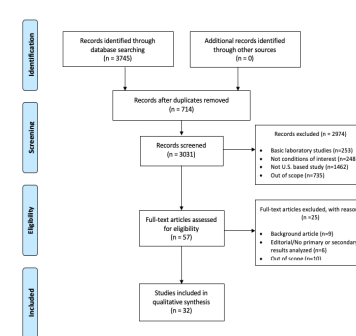 Identification
Records identified through
database searching
(n = 3745)
Additional records identified
through other sources
(n = 0)
Records after duplicates removed
(n = 714)
Screening
Records screened
(n = 3031)
Records excluded (n = 2974)
• Basic laboratory studies (n=253)
• Not conditions of interest (n=248
• Not U.S. based study (n=1462)
• Out of scope (n=735)
Eligibility
Full-text articles assessed
for eligibility
(n = 57)
Full-text articles excluded, with reason
(n =25)
• Background article (n=9)
• Editorial/No primary or secondary
results analyzed (n=6)
• Out of scope (n=10)
Included
Studies included in
qualitative synthesis
(n = 32)